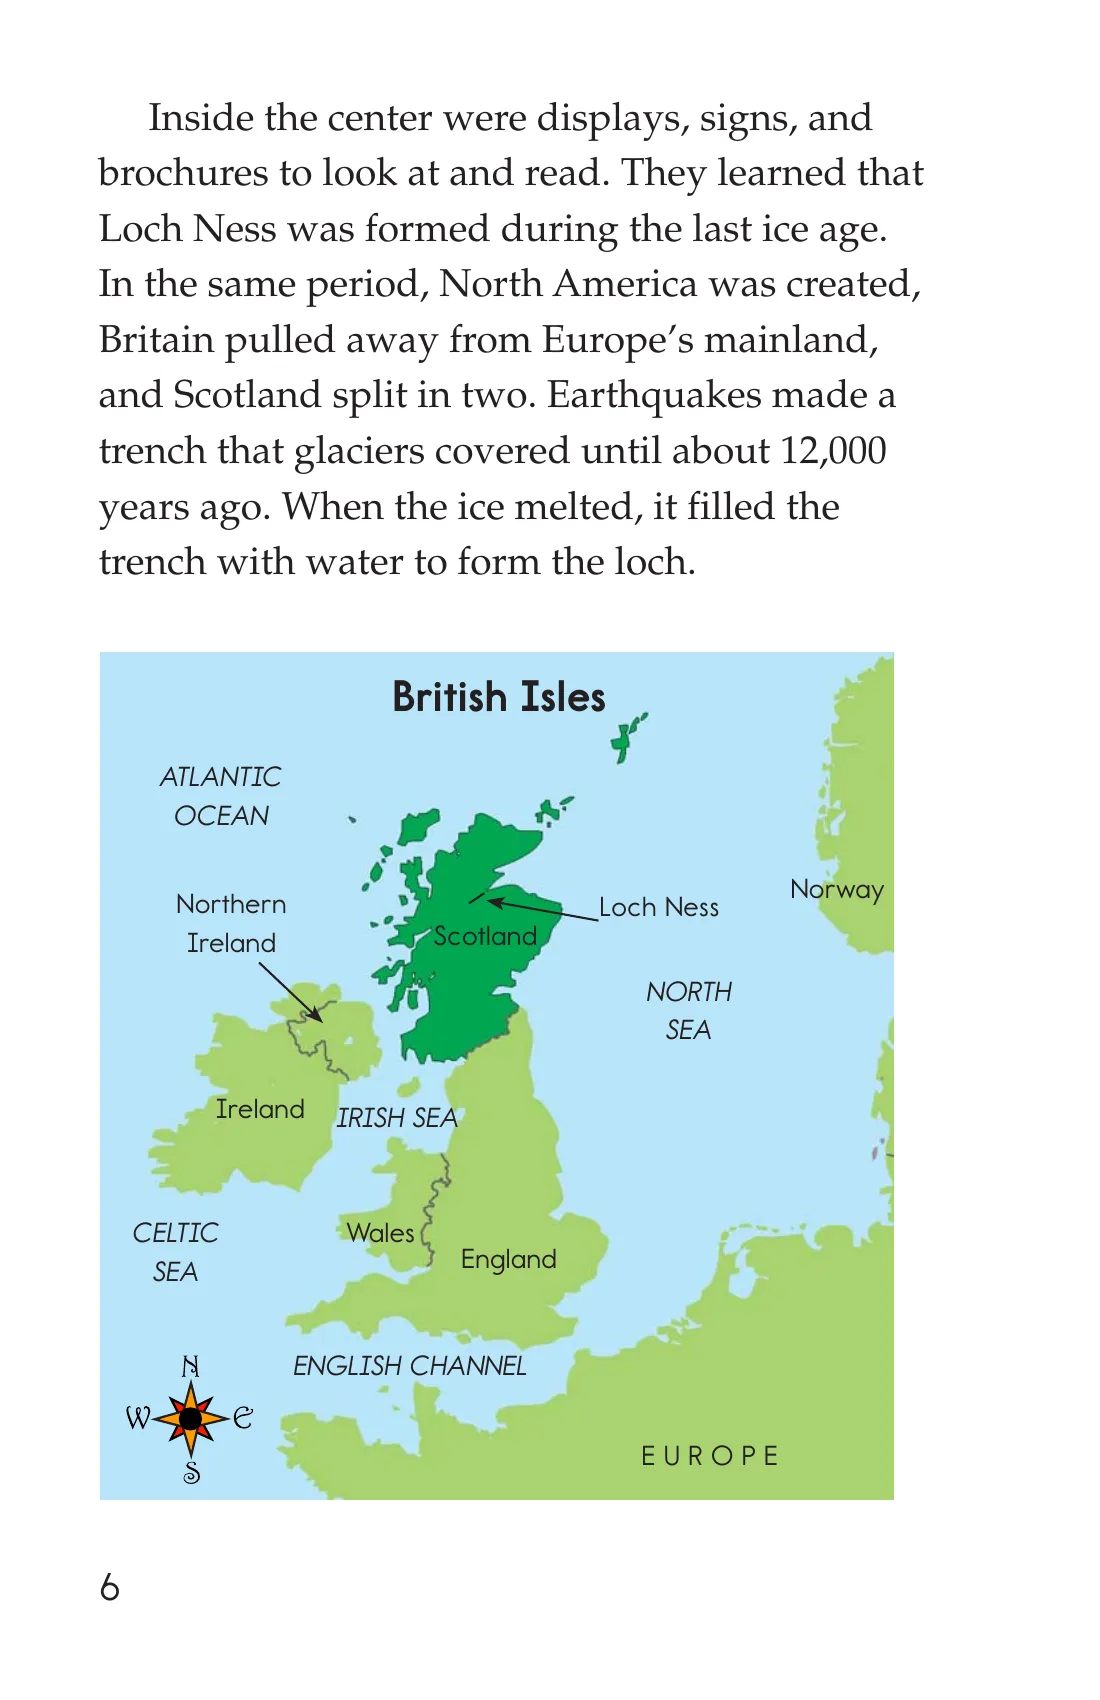 Inside the center were displays, signs, and
brochures to look at and read. They learned that
Loch Ness was formed during the last ice age.
In the same period, North America was created,
Britain pulled away from Europe’s mainland,
and Scotland split in two. Earthquakes made a
trench that glaciers covered until about 12,000
years ago. When the ice melted, it filled the
trench with water to form the loch.
British Isles
ATLANTIC
OCEAN
Norway
Northern
Ireland
Loch Ness
Scotland
NORTH
SEA
Ireland
IRISH SEA
CELTIC
SEA
Wales
England
ENGLISH CHANNEL
N
W
E
S
EUROPE
6